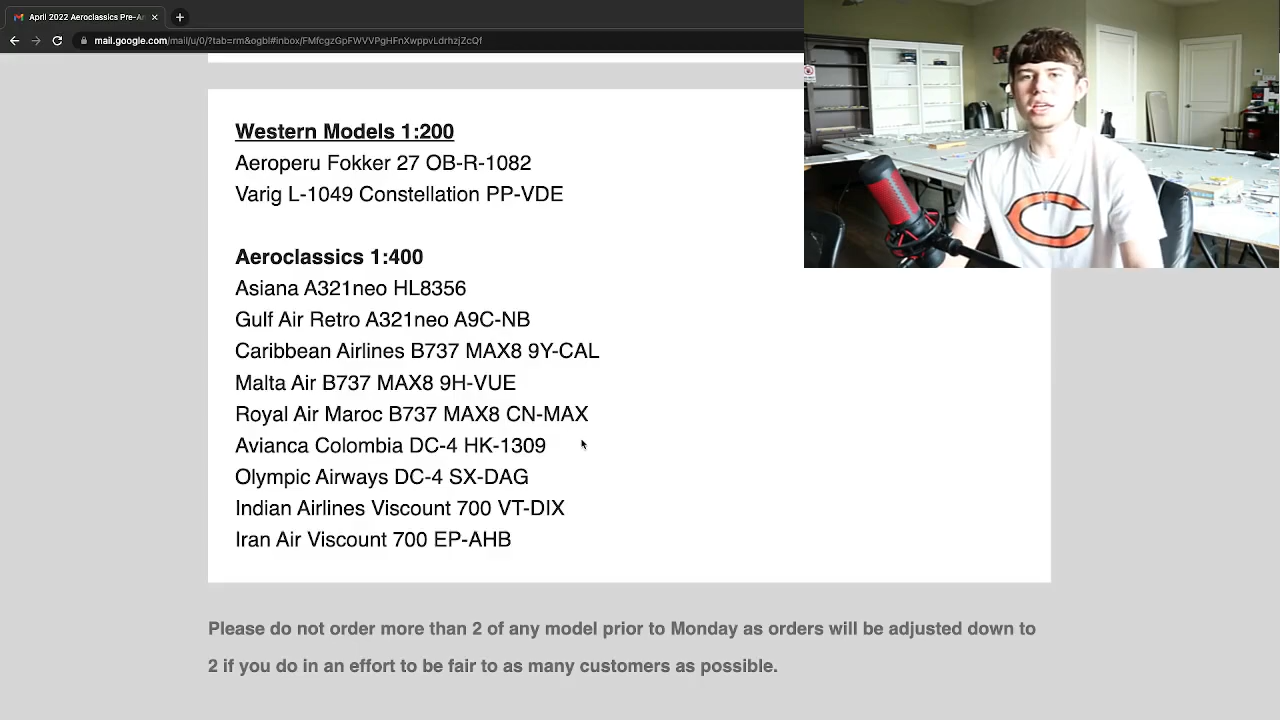 April 2022 Aeroclassics Pre-A
mail.google.com/mail/u/0/?tab=rm&ogbl#inbox/FMfcgzGpFWVVPgHFnXwppvLdrhzjZcQf
Western Models 1:200
Aeroperu Fokker 27 OB-R-1082
Varig L-1049 Constellation PP-VDE
Aeroclassics 1:400
Asiana A321neo HL8356
Gulf Air Retro A321neo A9C-NB
Caribbean Airlines B737 MAX8 9Y-CAL
Malta Air B737 MAX8 9H-VUE
Royal Air Maroc B737 MAX8 CN-MAX
Avianca Colombia DC-4 HK-1309
Olympic Airways DC-4 SX-DAG
Indian Airlines Viscount 700 VT-DIX
Iran Air Viscount 700 EP-AHB
Please do not order more than 2 of any model prior to Monday as orders will be adjusted down to
2 if you do in an effort to be fair to as many customers as possible.